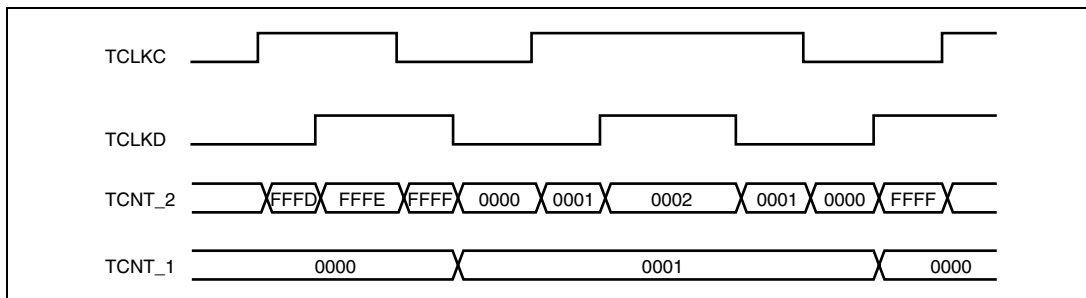 TCLKC
TCLKD
TCNT_2 FFFD FFFE FFFF 0000 0001 0002 0001 0000 FFFF
TCNT_1 0000 0001 0000